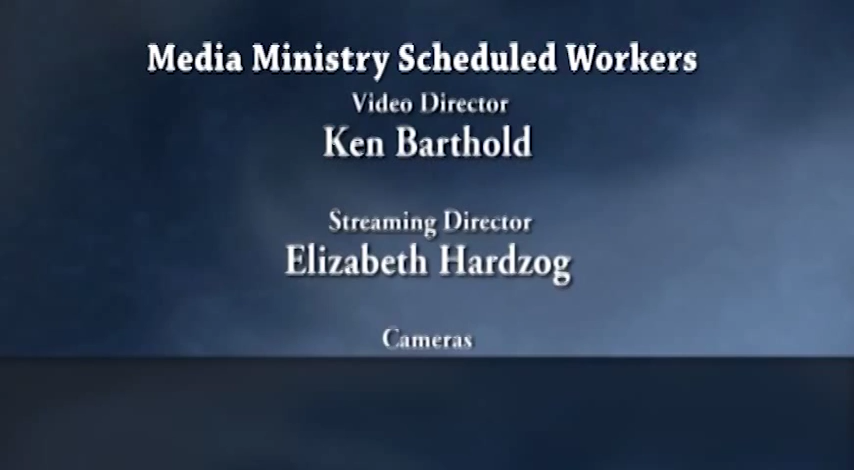 Media Ministry Scheduled Workers
Video Director
Ken Barthold
Streaming Director
Elizabeth Hardzog
Cameras